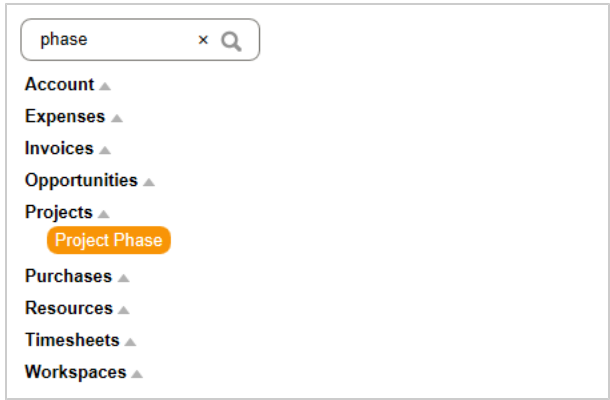 phase ×
Account
Expenses
Invoices
Opportunities
Projects
Project Phase
Purchases
Resources
Timesheets
Workspaces